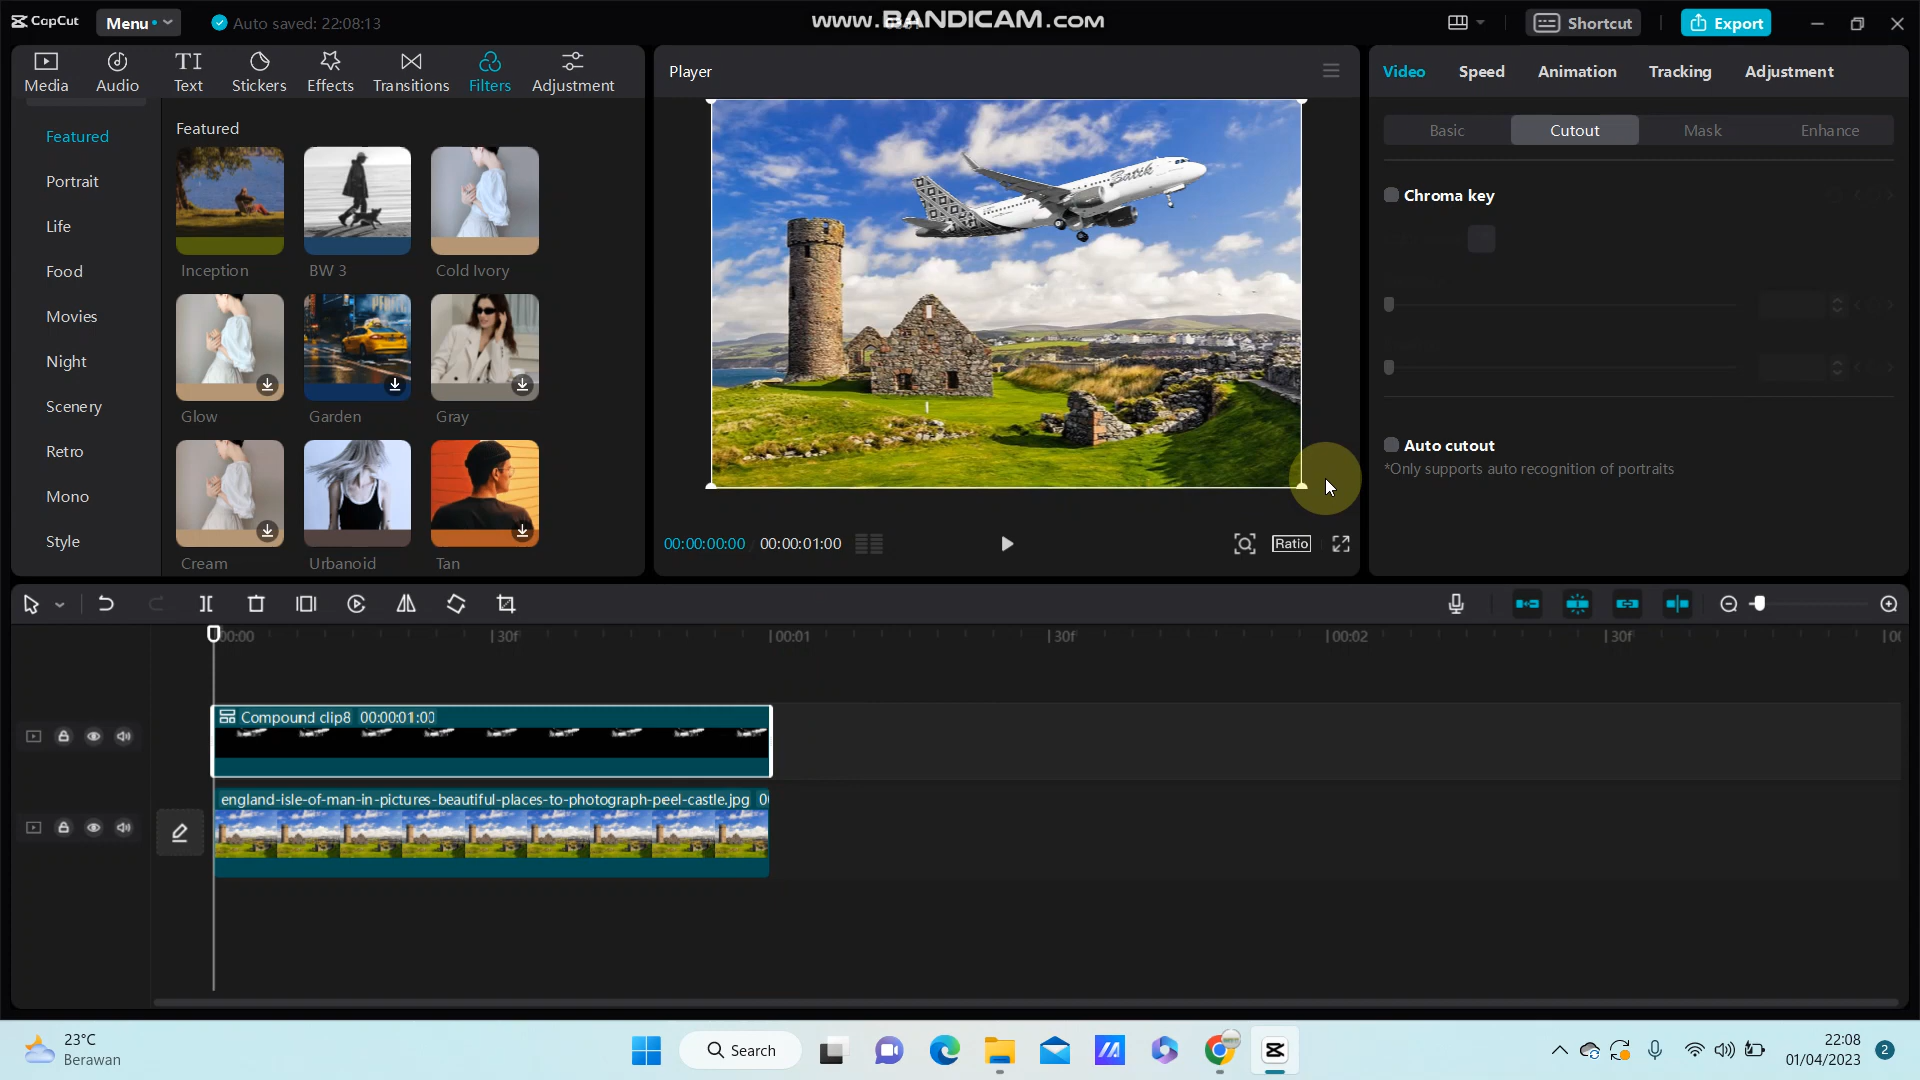 CapCut
Menu
Auto saved: 22:08:13
www.BANDICAM.com
Shortcut
Export
Media
Audio
Text
Stickers
Effects
Transitions
Filters
Adjustment
Featured
Portrait
Life
Food
Movies
Night
Scenery
Retro
Mono
Style
Featured
Inception
BW 3
Cold Ivory
Glow
Garden
Gray
Cream
Urbanoid
Tan
Player
Batik
00:00:00:00
00:00:01:00
Ratio
Video
Speed
Animation
Tracking
Adjustment
Basic
Cutout
Mask
Enhance
Chroma key
Auto cutout
*Only supports auto recognition of portraits
00:00
30f
00:01
30f
00:02
30f
Compound clip8 00:00:01:00
england-isle-of-man-in-pictures-beautiful-places-to-photograph-peel-castle.jpg
23°C
Berawan
Search
22:08
01/04/2023
2